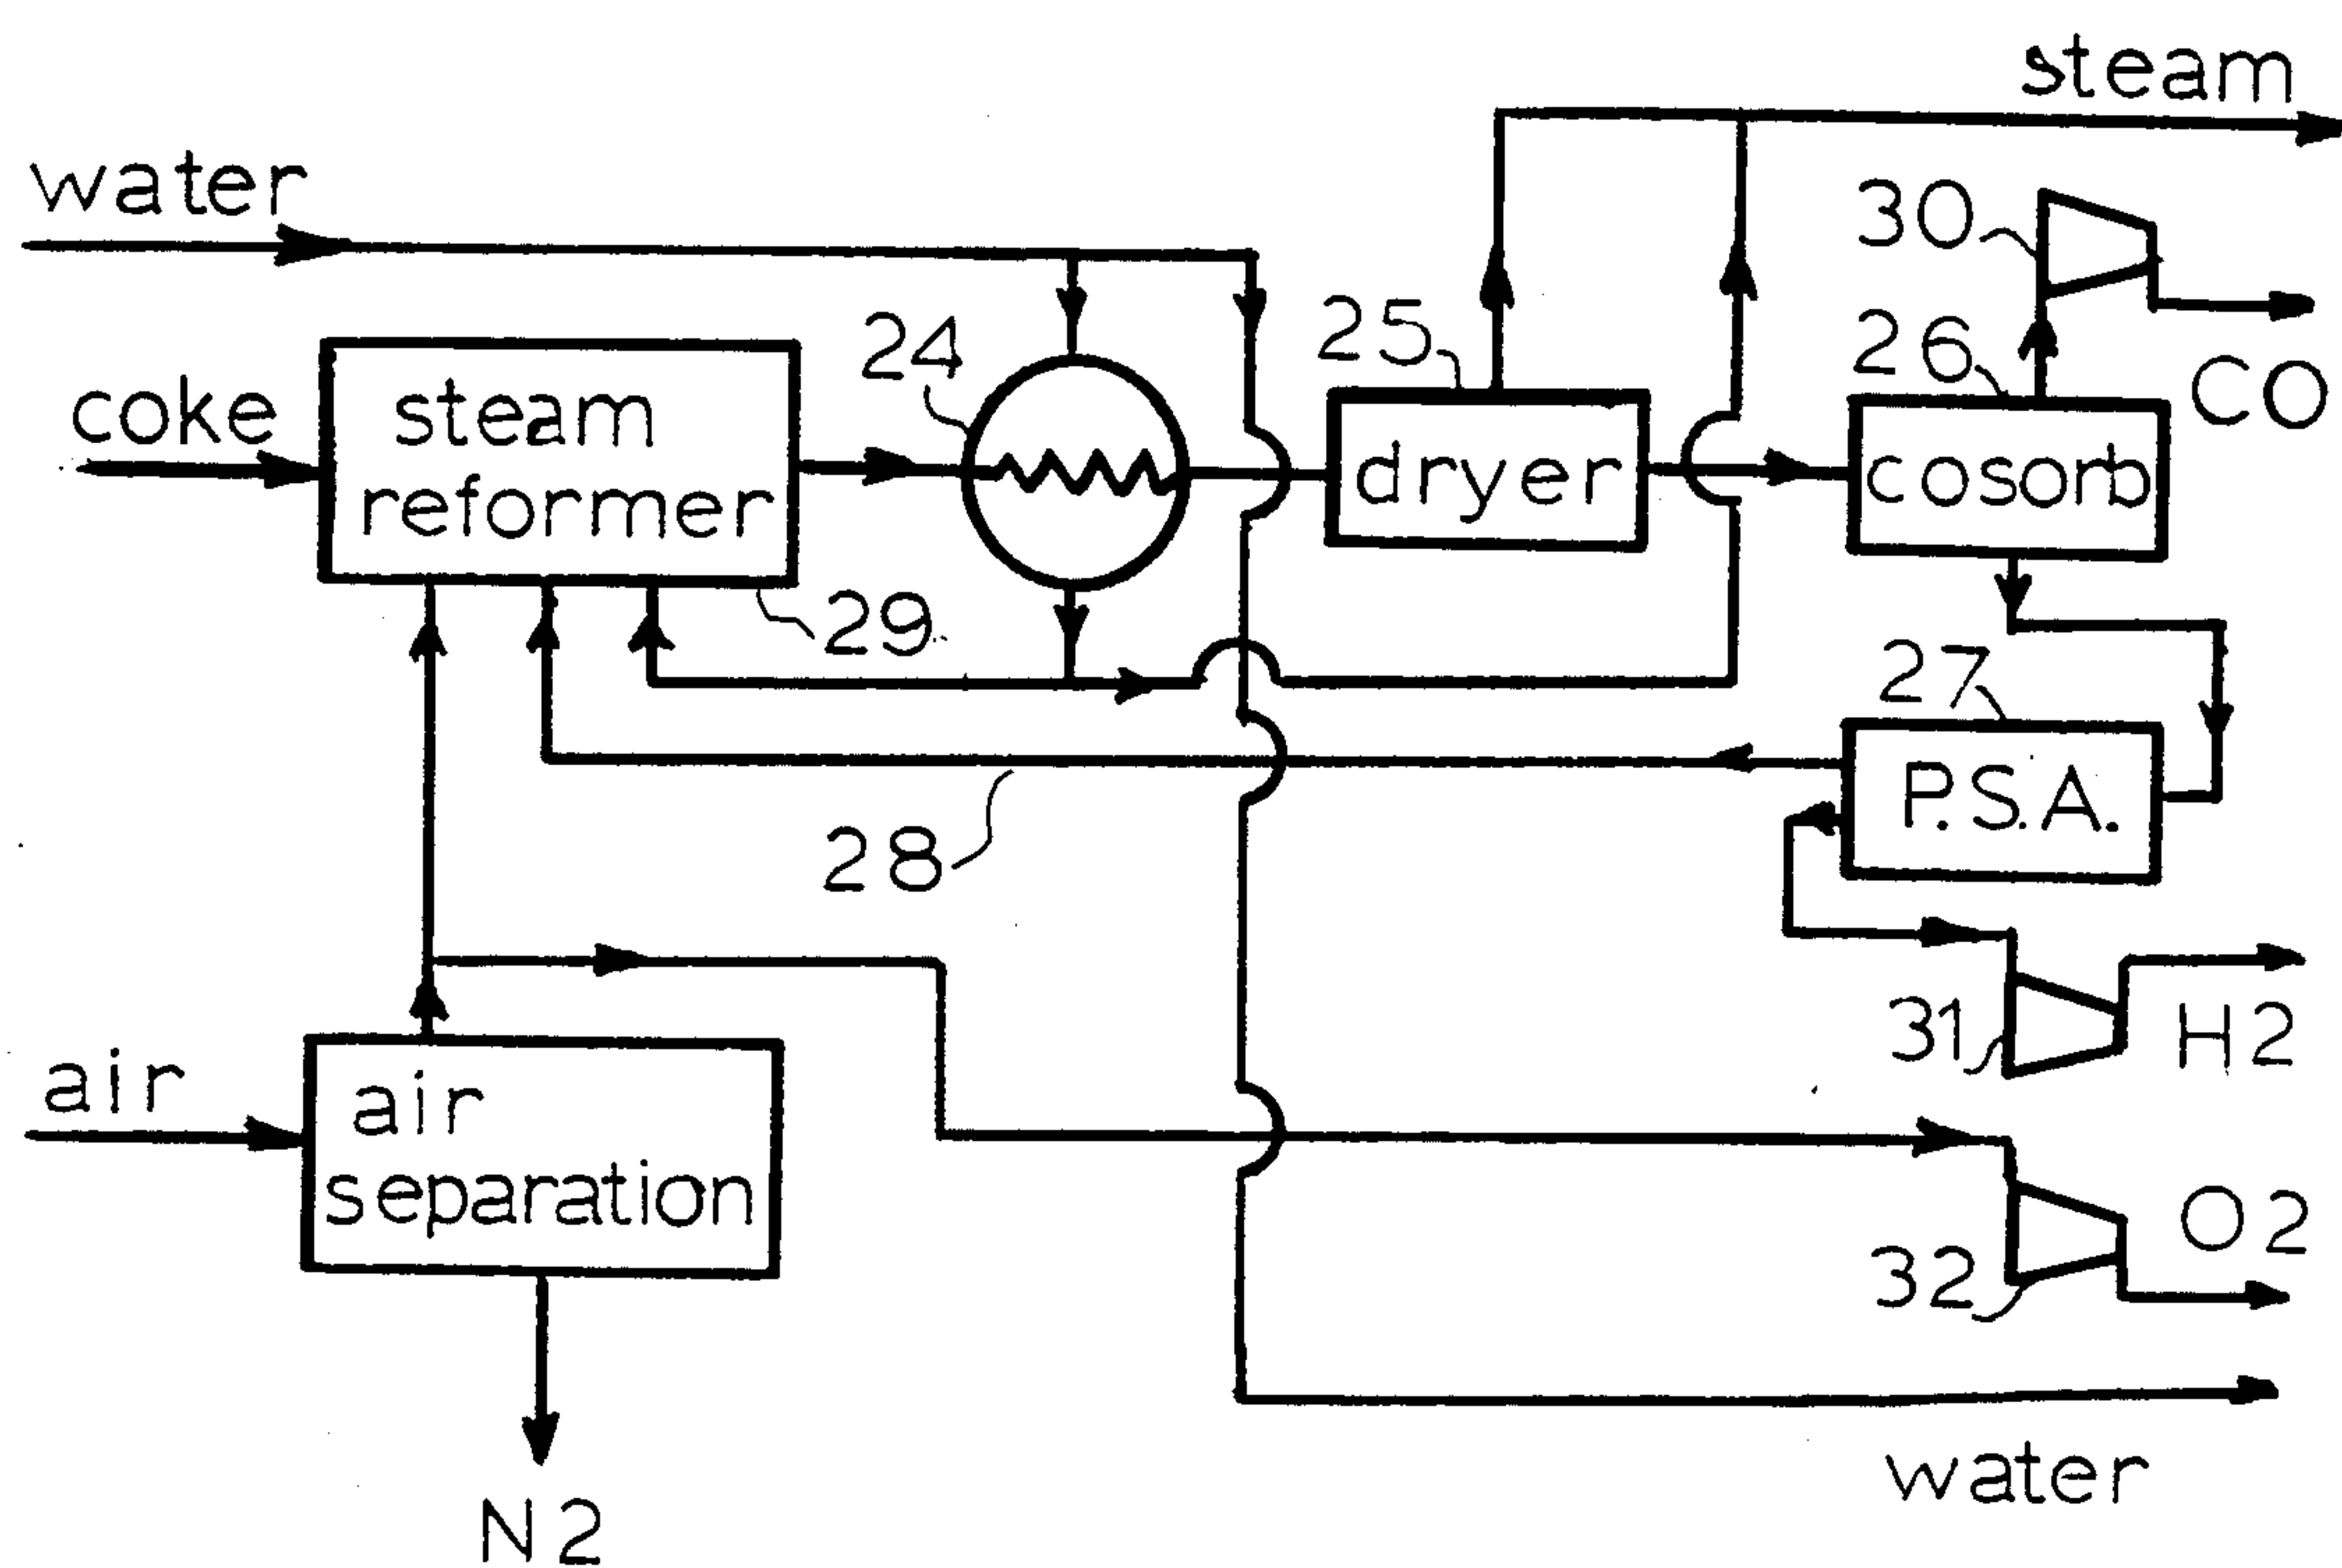 steam
water
30
24
25
26
CO
coke
steam
reformer
dryer
cosorb
29
27
28
P.S.A.
31
H2
air
air
separation
O2
32
water
N2